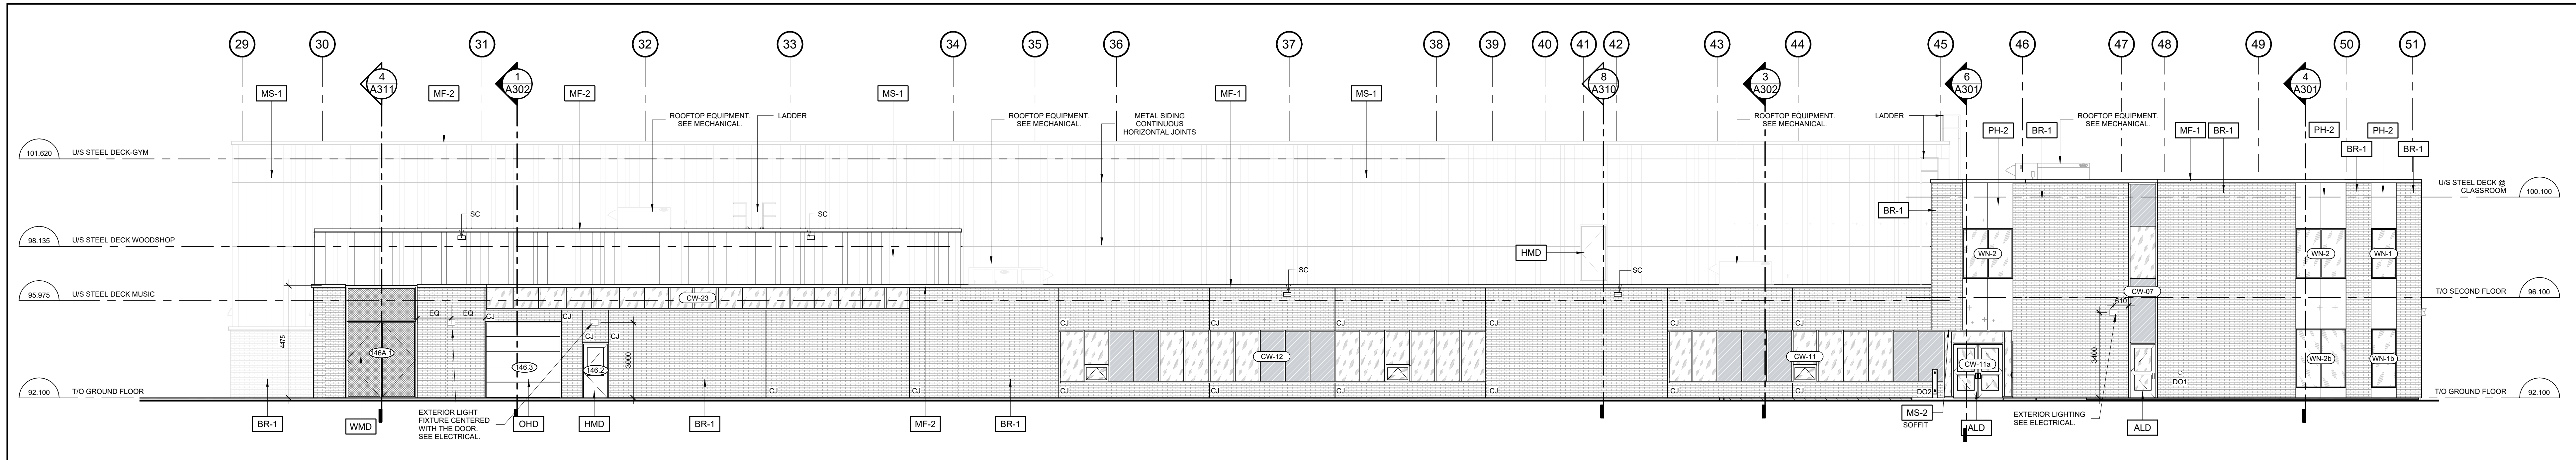 29 30 31 32 33 34 35 36 37 38 39 40 41 42 43 44 45 46 47 48 49 50 51
4
A311
1
A302
8
A310
3
A302
6
A301
4
A301
MS-1
MF-2
MF-2
MS-1
MF-1
MS-1
ROOFTOP EQUIPMENT.
SEE MECHANICAL.
LADDER
ROOFTOP EQUIPMENT.
SEE MECHANICAL.
METAL SIDING
CONTINUOUS
HORIZONTAL JOINTS
ROOFTOP EQUIPMENT.
SEE MECHANICAL.
LADDER
PH-2
BR-1
ROOFTOP EQUIPMENT.
SEE MECHANICAL.
MF-1
BR-1
PH-2
BR-1
PH-2
BR-1
101.620
U/S STEEL DECK-GYM
U/S STEEL DECK @
CLASSROOM
100.100
98.135
U/S STEEL DECK WOODSHOP
SC
SC
BR-1
HMD
WN-2
WN-2
WN-1
95.975
U/S STEEL DECK MUSIC
SC
SC
CW-23
CW-07
T/O SECOND FLOOR
96.100
4475
EQ
EQ
CJ
CJ
CJ
CJ
610
3000
3400
CJ
CJ
CJ
CJ
CJ
CJ
146A.1
146.3
146.2
CW-12
CW-11
CW-11a
WN-2b
WN-1b
92.100
T/O GROUND FLOOR
CJ
CJ
CJ
CJ
CJ
CJ
CJ
CJ
DO2
DO1
T/O GROUND FLOOR
92.100
BR-1
WMD
EXTERIOR LIGHT
FIXTURE CENTERED
WITH THE DOOR.
SEE ELECTRICAL.
OHD
HMD
BR-1
MF-2
BR-1
MS-2
SOFFIT
ALD
EXTERIOR LIGHTING
SEE ELECTRICAL.
ALD